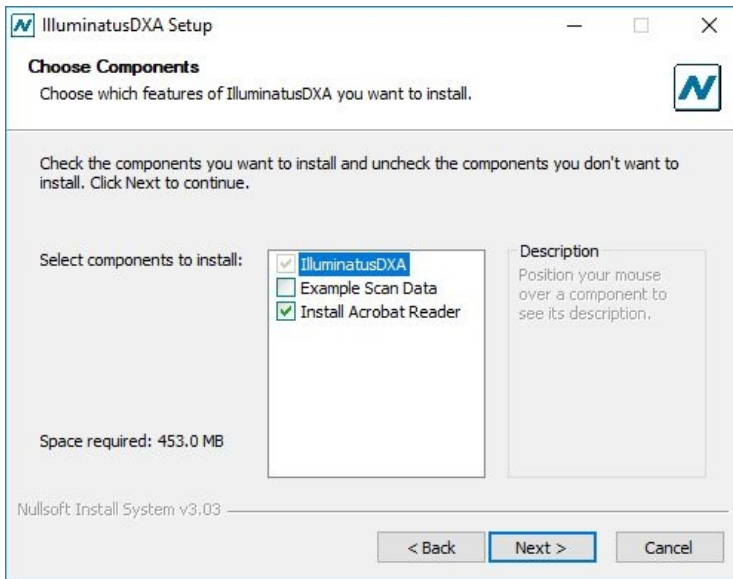 IlluminatusDXA Setup
Choose Components
Choose which features of IlluminatusDXA you want to install.
Check the components you want to install and uncheck the components you don't want to
install. Click Next to continue.
Select components to install:
IlluminatusDXA
Example Scan Data
Install Acrobat Reader
Description
Position your mouse
over a component to
see its description.
Space required: 453.0 MB
Nullsoft Install System v3.03
< Back
Next >
Cancel